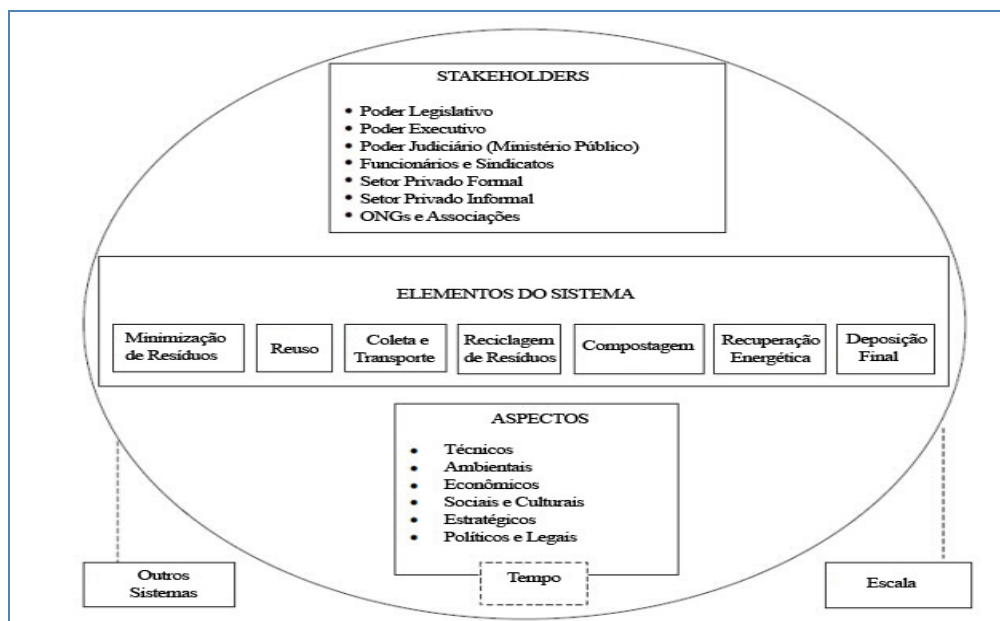 STAKEHOLDERS
• Poder Legislativo
• Poder Executivo
• Poder Judiciário (Ministério Público)
• Funcionários e Sindicatos
• Setor Privado Formal
• Setor Privado Informal
• ONGs e Associações
ELEMENTOS DO SISTEMA
Minimização
de Resíduos
Reuso
Coleta e
Transporte
Reciclagem
de Resíduos
Compostagem
Recuperação
Energética
Deposição
Final
ASPECTOS
• Técnicos
• Ambientais
• Econômicos
• Sociais e Culturais
• Estratégicos
• Políticos e Legais
Outros
Sistemas
Tempo
Escala